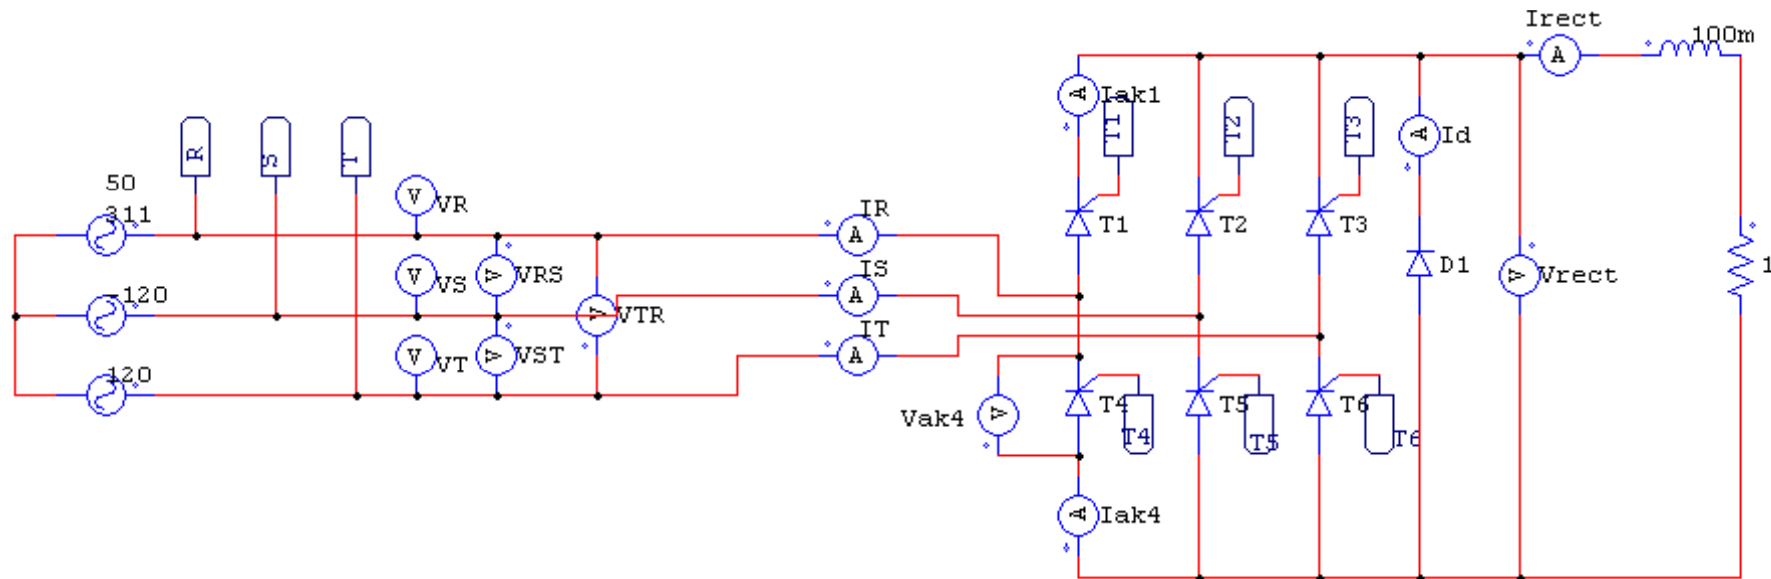 Irect
100m
A
A
Iak1
T1
T2
T3
A
Id
R
S
T
50
311
V
VR
IR
A
T1
T2
T3
VRS
V
VS
V
IS
A
D1
V
Vrect
1
-120
V
VTR
IT
A
V
VT
V
VST
120
Vak4
V
T4
T4
T5
T5
T6
T6
A
Iak4